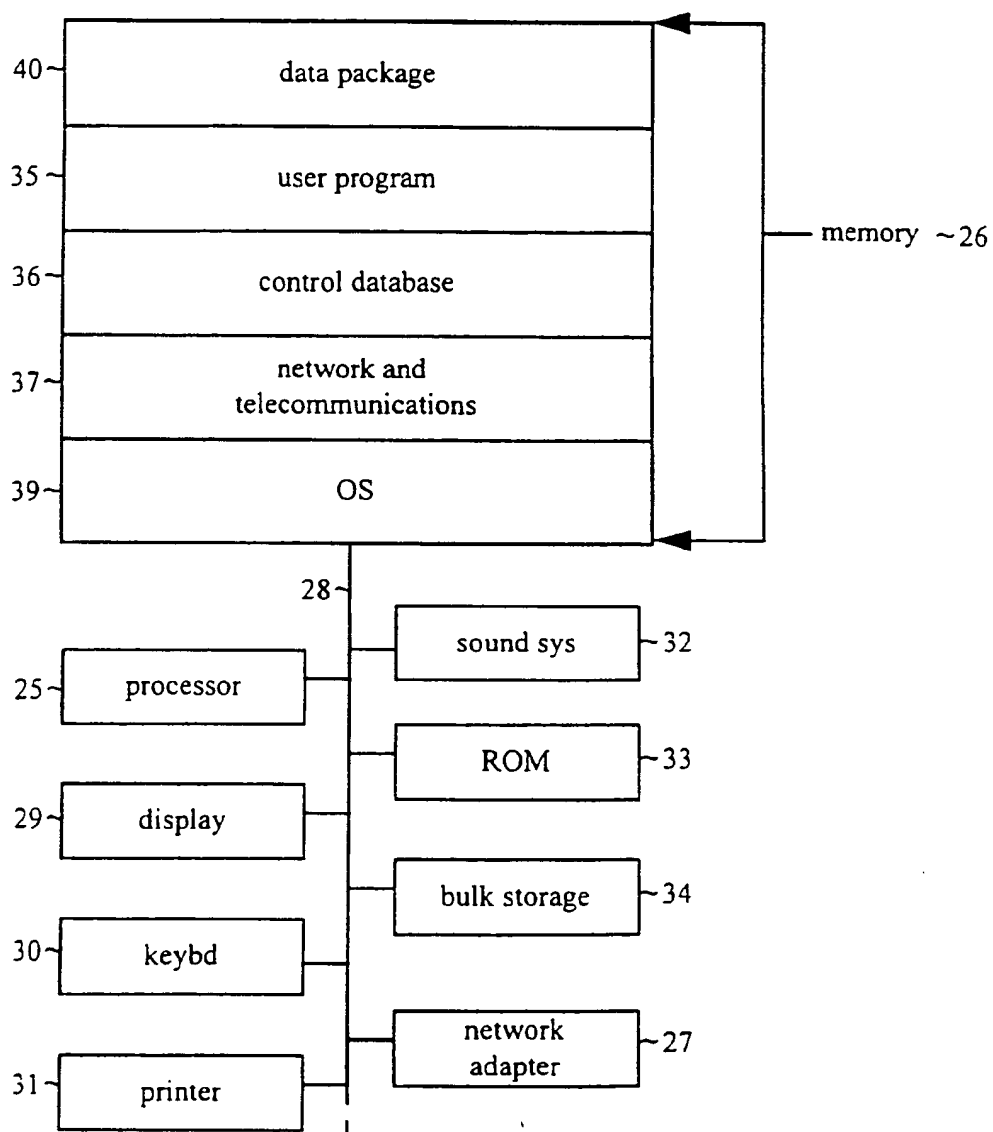 40~ data package
35~ user program
memory ~26
36~ control database
37~ network and
telecommunications
39~ OS
28~
sound sys ~32
25~ processor
ROM ~33
29~ display
bulk storage ~34
30~ keybd
network
adapter ~27
31~ printer